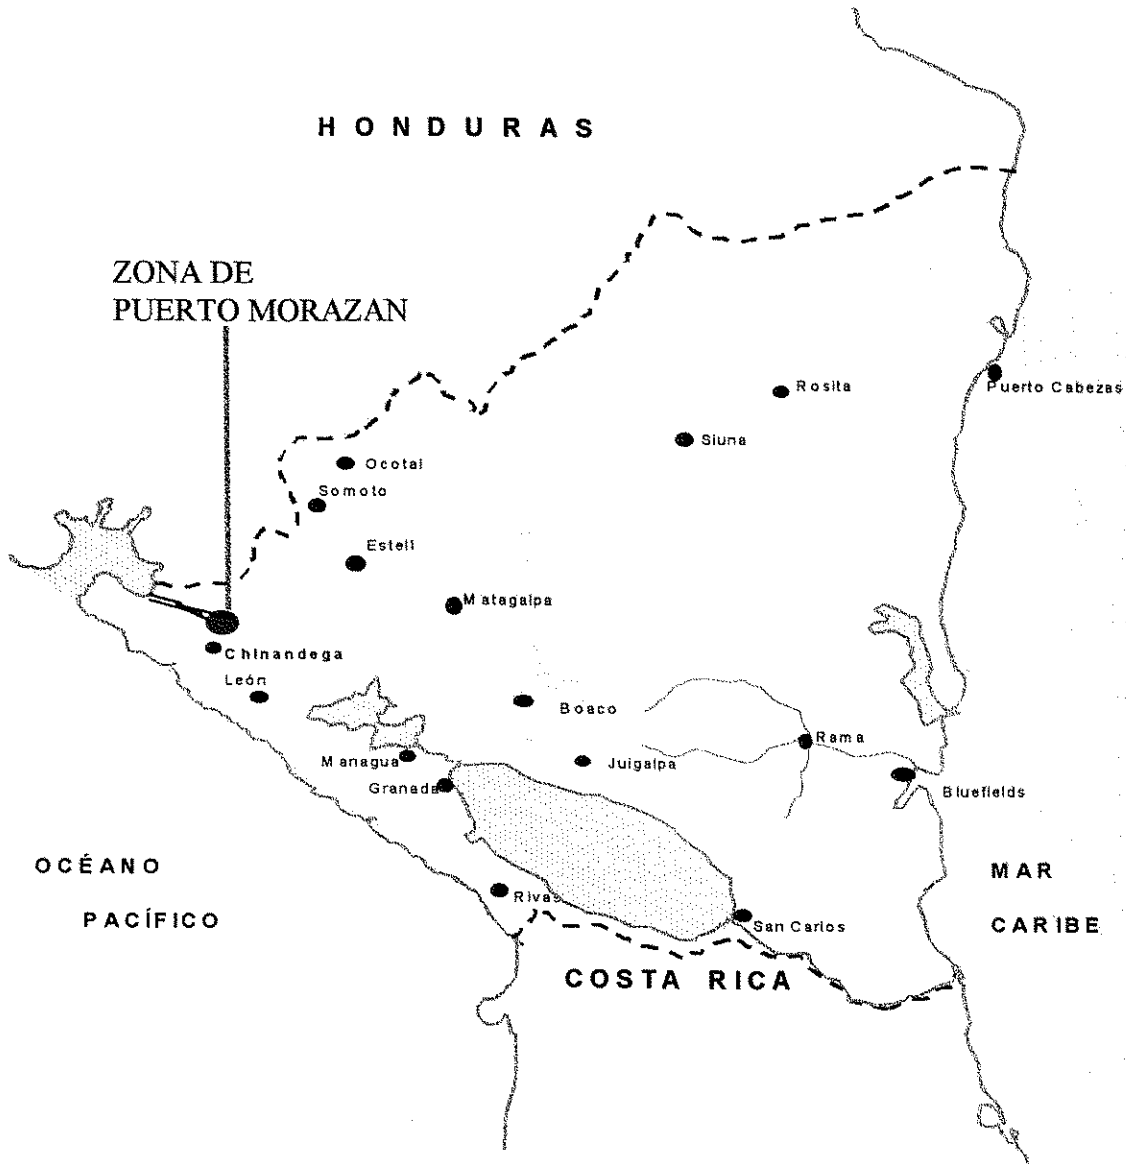 HONDURAS
ZONA DE
PUERTO MORAZAN
Rosita
Puerto Cabezas
Siuna
Ocotal
Somoto
Estelí
Matagalpa
Chinandega
León
Boaco
Rama
Managua
Juigalpa
Granada
Bluefields
OCÉANO
PACÍFICO
MAR
CARIBE
Rivas
San Carlos
COSTA RICA